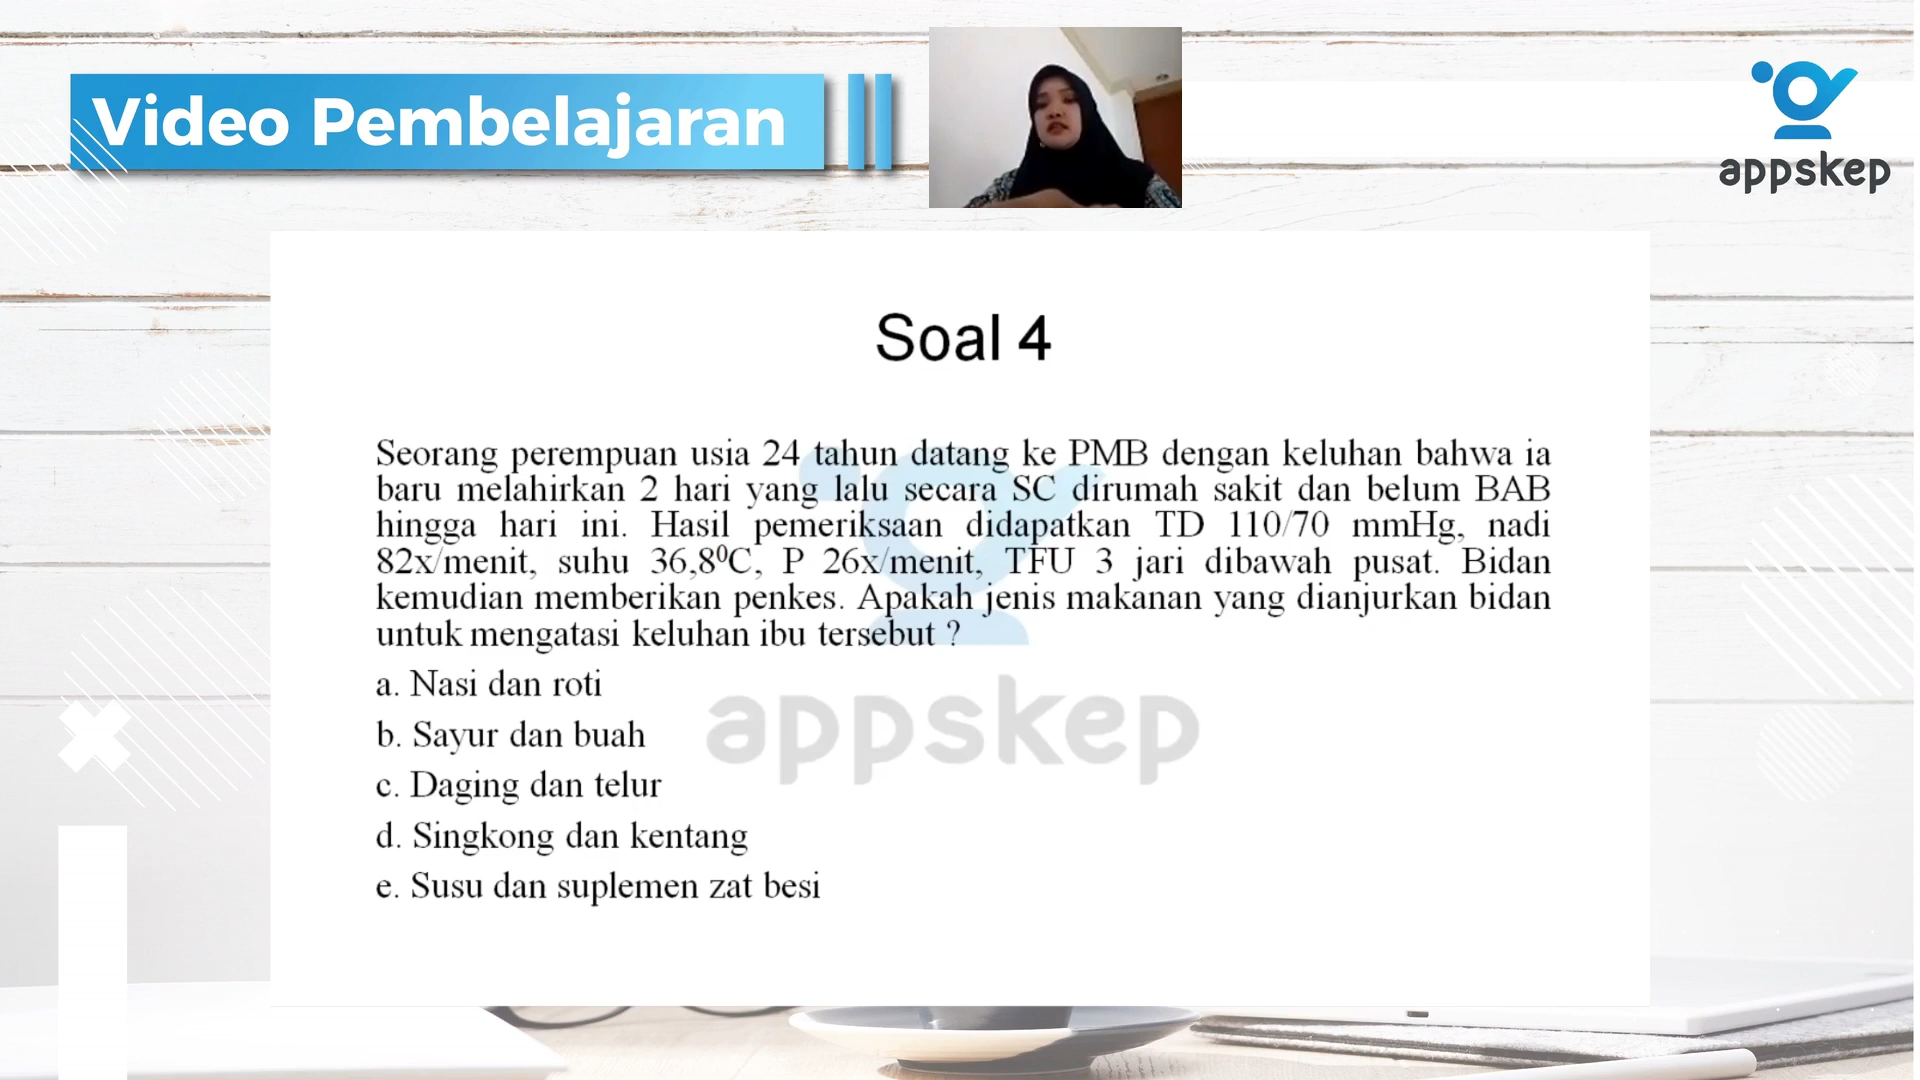 Video Pembelajaran
appskep
Soal 4
Seorang perempuan usia 24 tahun datang ke PMB dengan keluhan bahwa ia
baru melahirkan 2 hari yang lalu secara SC dirumah sakit dan belum BAB
hingga hari ini. Hasil pemeriksaan didapatkan TD 110/70 mmHg, nadi
82x/menit, suhu 36,8⁰C, P 26x/menit, TFU 3 jari dibawah pusat. Bidan
kemudian memberikan penkes. Apakah jenis makanan yang dianjurkan bidan
untuk mengatasi keluhan ibu tersebut ?
a. Nasi dan roti
b. Sayur dan buah
c. Daging dan telur
d. Singkong dan kentang
e. Susu dan suplemen zat besi
appskep